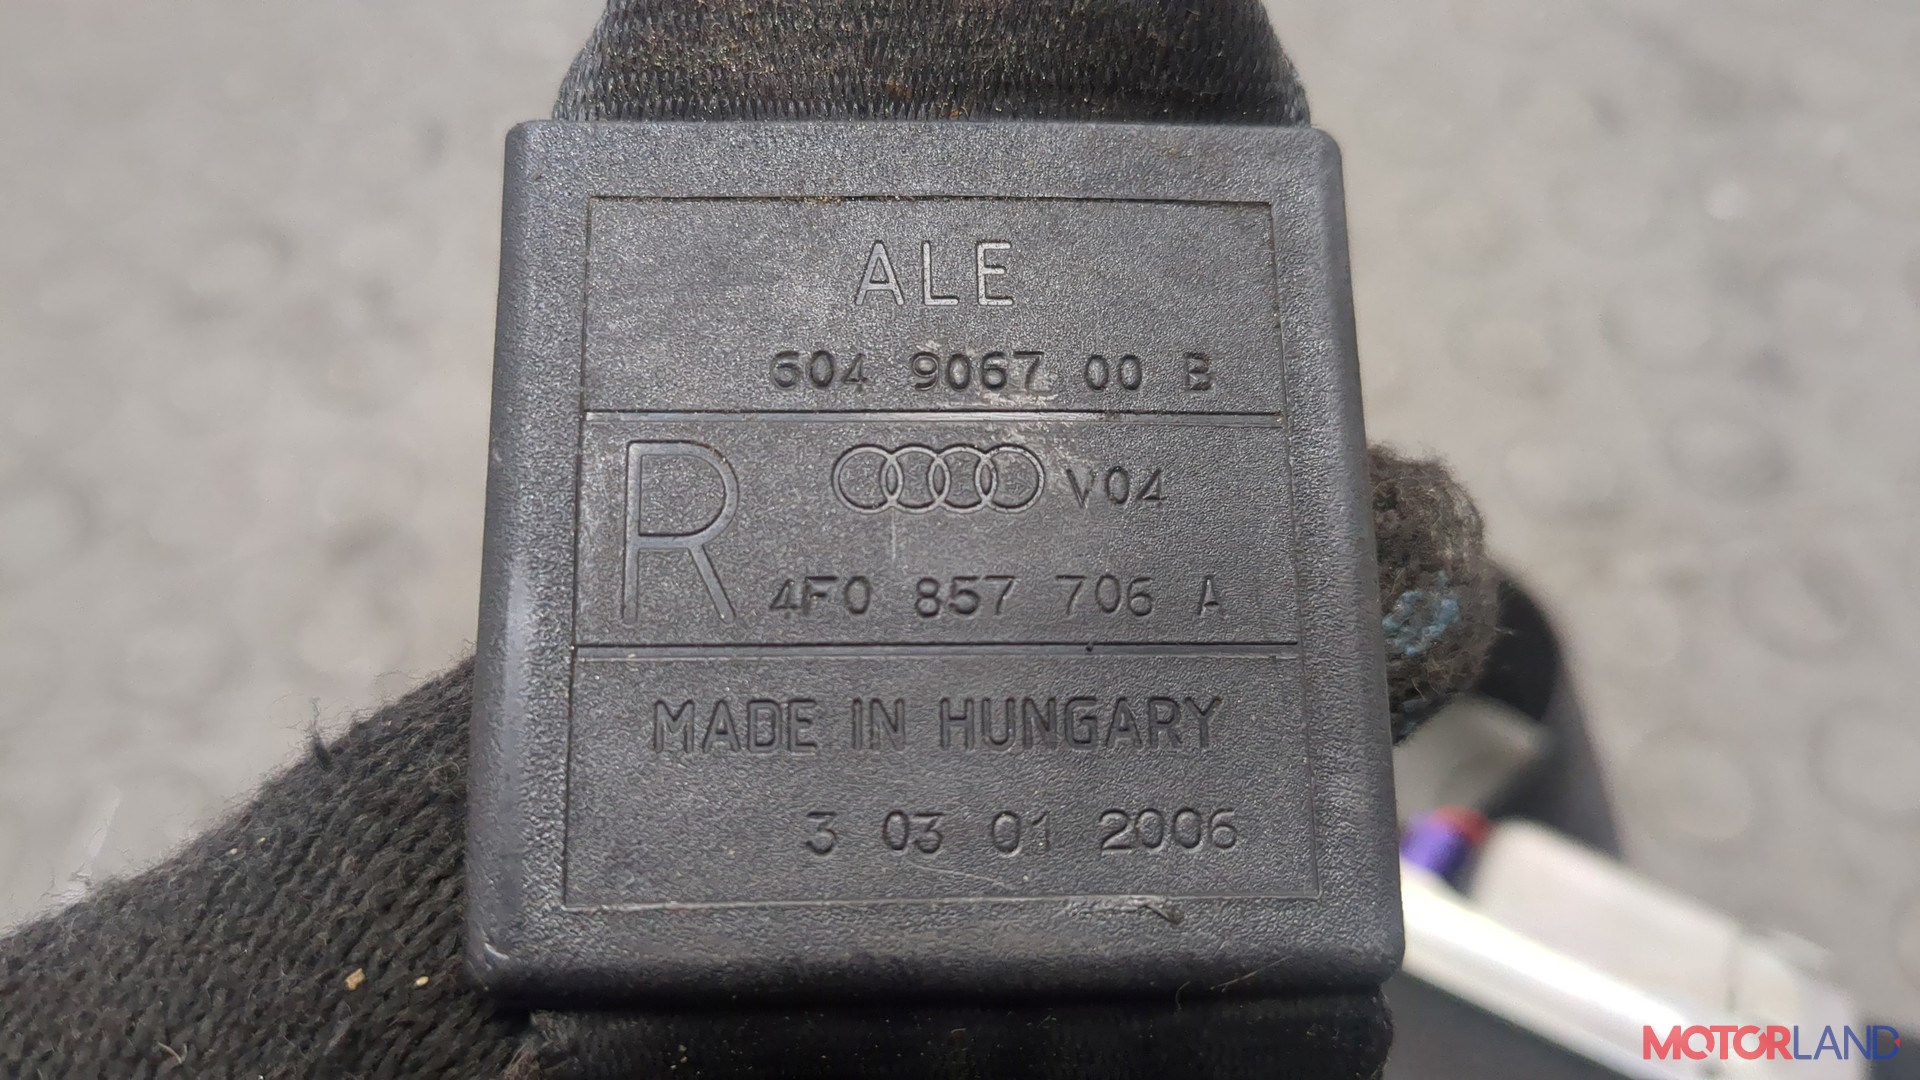 ALE
604 9067 00 B
R
V04
4F0 857 706 A
MADE IN HUNGARY
3 03 01 2006
MOTORLAND